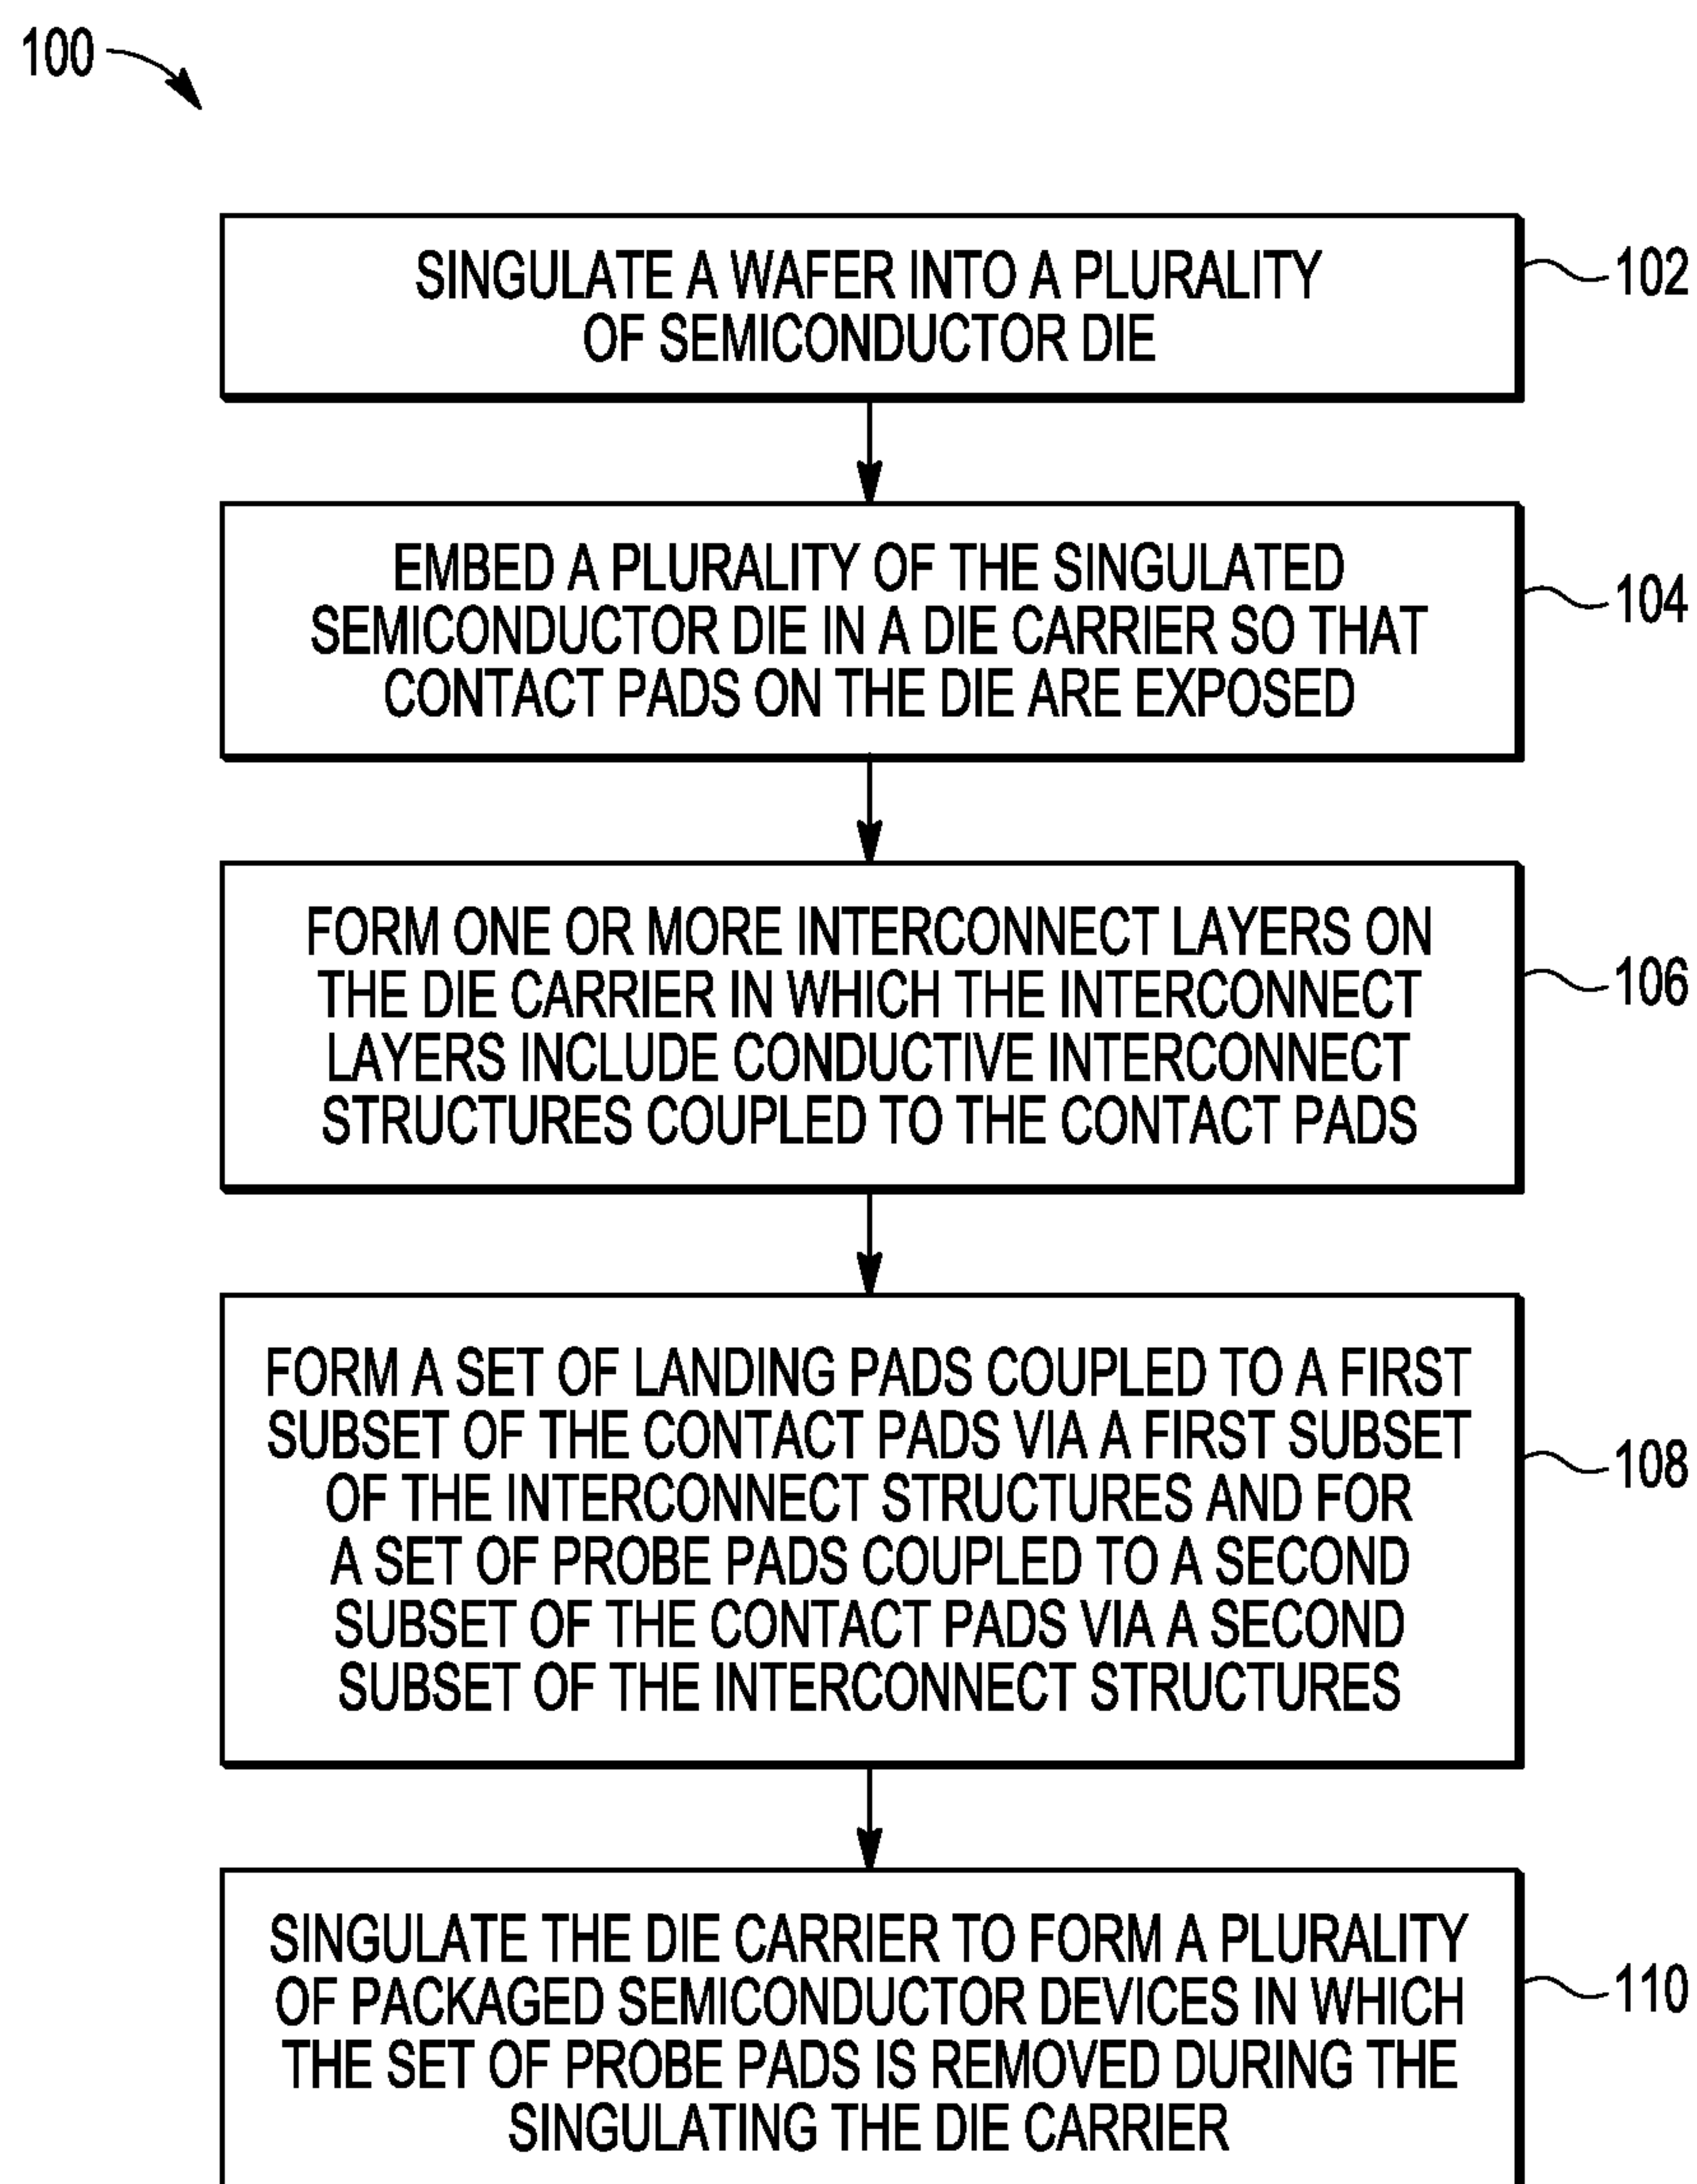 100
SINGULATE A WAFER INTO A PLURALITY
OF SEMICONDUCTOR DIE
102
EMBED A PLURALITY OF THE SINGULATED
SEMICONDUCTOR DIE IN A DIE CARRIER SO THAT
CONTACT PADS ON THE DIE ARE EXPOSED
104
FORM ONE OR MORE INTERCONNECT LAYERS ON
THE DIE CARRIER IN WHICH THE INTERCONNECT
LAYERS INCLUDE CONDUCTIVE INTERCONNECT
STRUCTURES COUPLED TO THE CONTACT PADS
106
FORM A SET OF LANDING PADS COUPLED TO A FIRST
SUBSET OF THE CONTACT PADS VIA A FIRST SUBSET
OF THE INTERCONNECT STRUCTURES AND FOR
A SET OF PROBE PADS COUPLED TO A SECOND
SUBSET OF THE CONTACT PADS VIA A SECOND
SUBSET OF THE INTERCONNECT STRUCTURES
108
SINGULATE THE DIE CARRIER TO FORM A PLURALITY
OF PACKAGED SEMICONDUCTOR DEVICES IN WHICH
THE SET OF PROBE PADS IS REMOVED DURING THE
SINGULATING THE DIE CARRIER
110